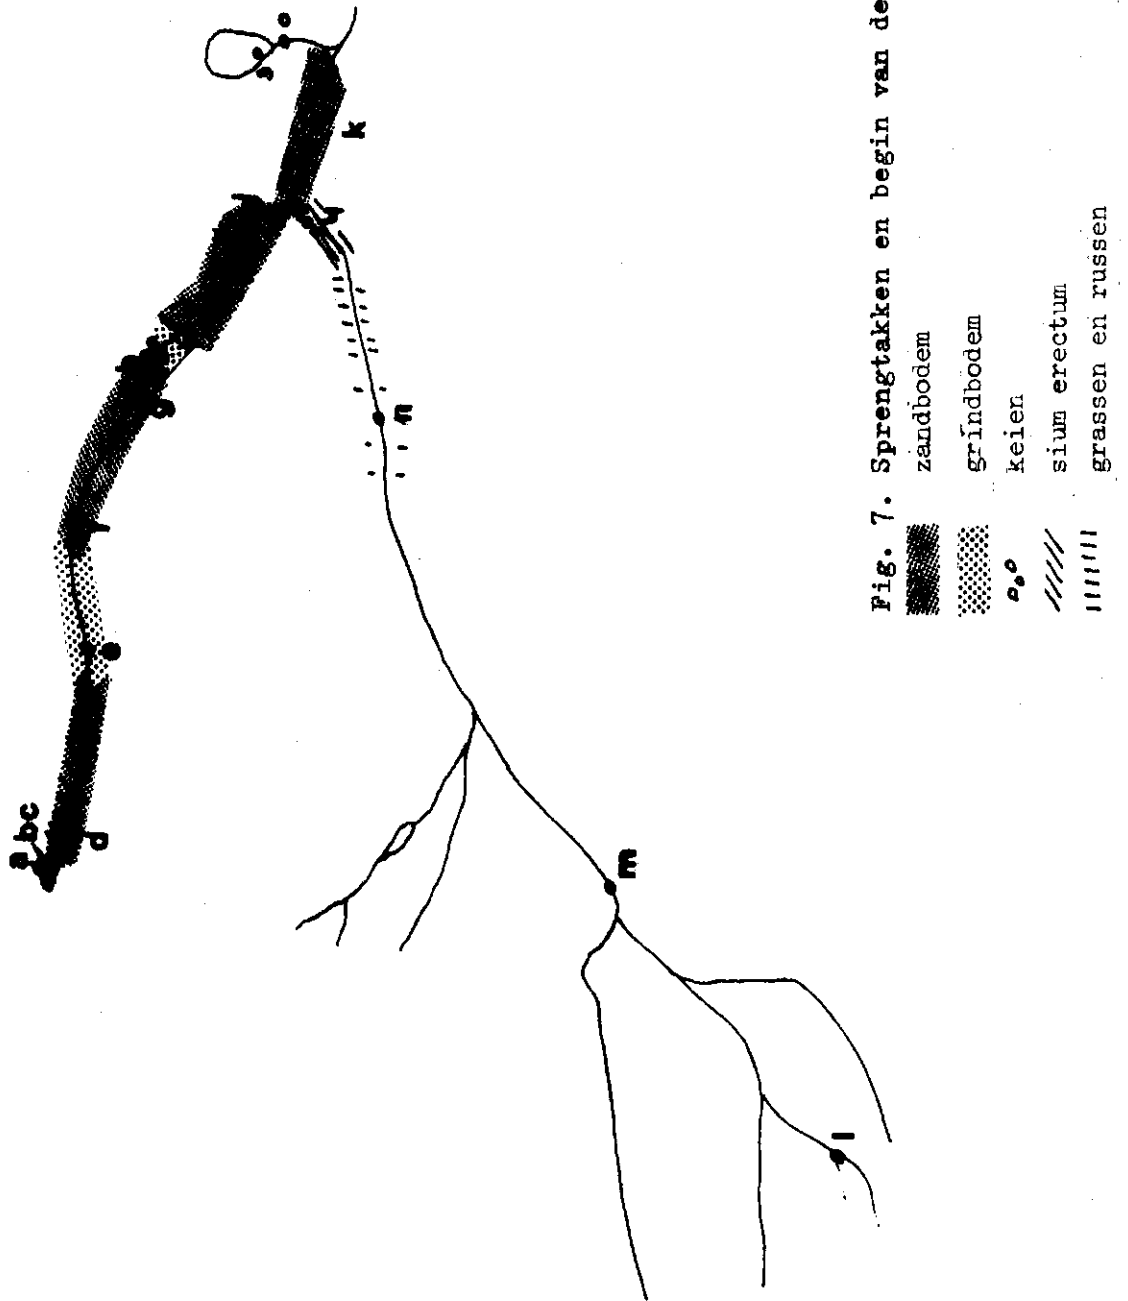 a
bc
d
e
f
g
k
n
m
l
o
Fig. 7. Sprengtakken en begin van de
zandbodem
grindbodem
keien
sium erectum
grassen en russen